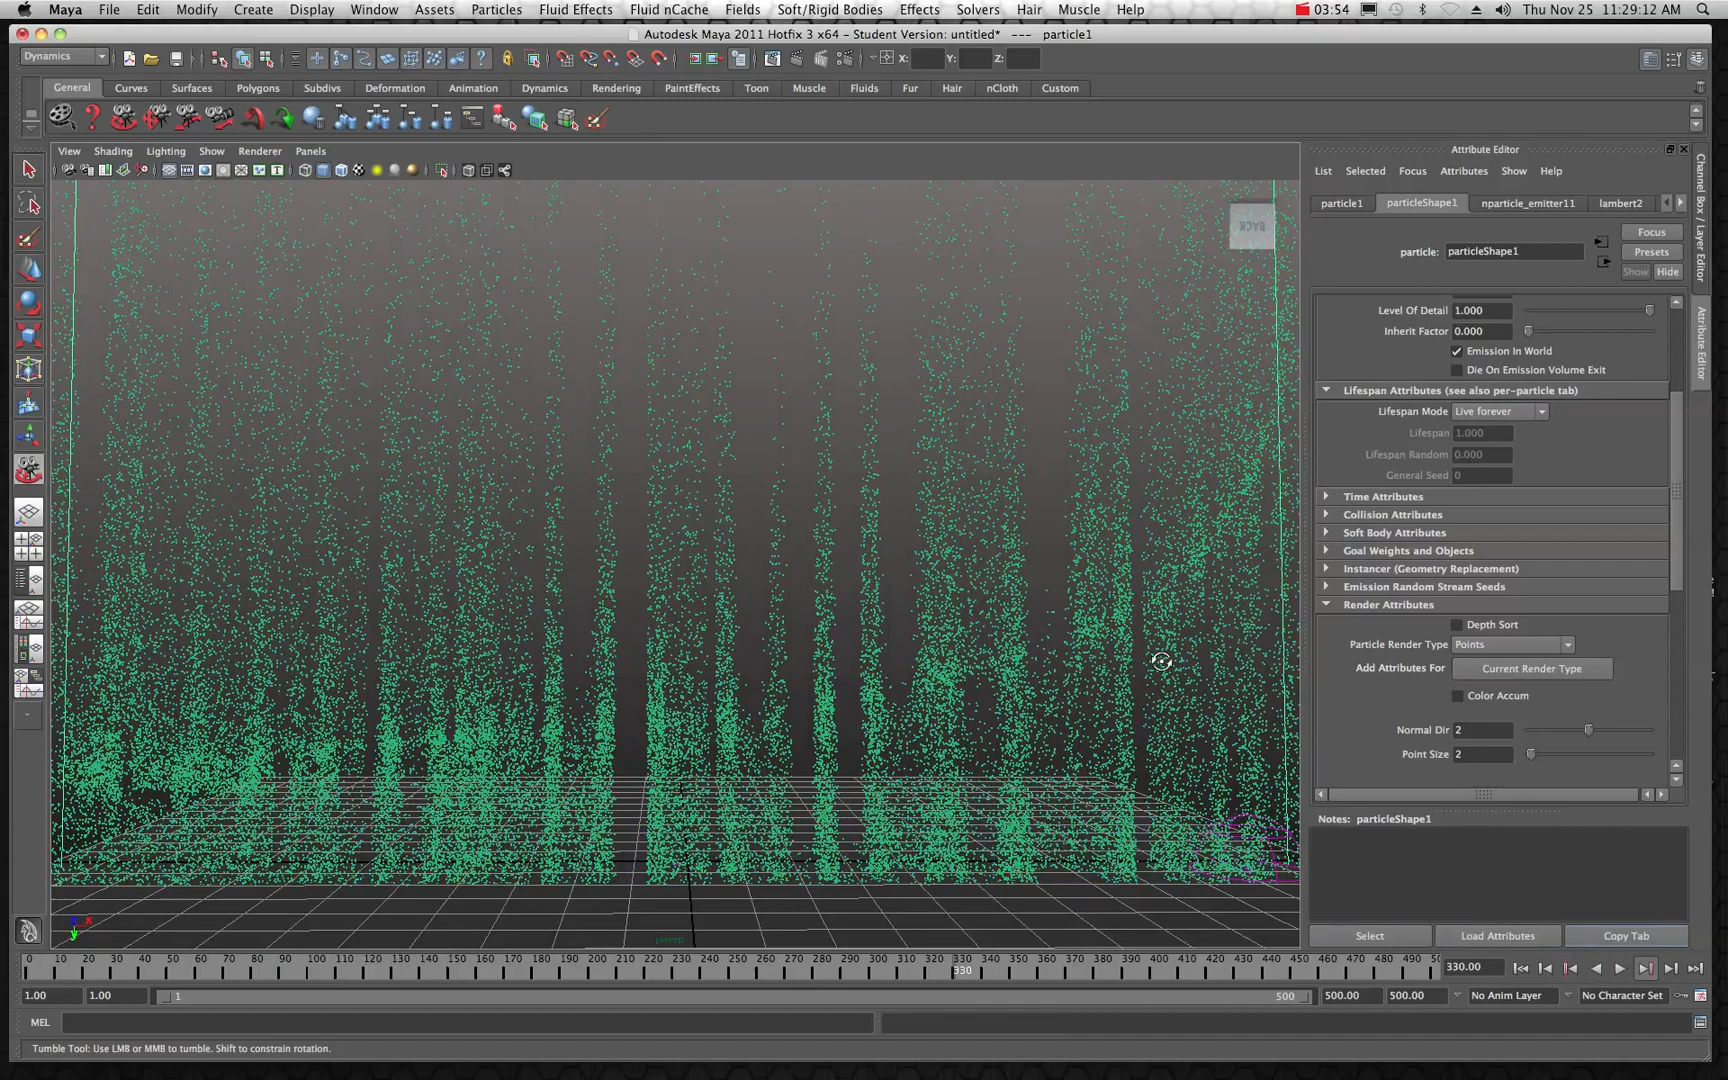 Maya File Edit Modify Create Display Window Assets Particles Fluid Effects Fluid nCache Fields Soft/Rigid Bodies Effects Solvers Hair Muscle Help 03:54 Thu Nov 25 11:29:12 AM
Autodesk Maya 2011 Hotfix 3 x64 - Student Version: untitled* --- particle1
Dynamics X: Y: Z:
General Curves Surfaces Polygons Subdivs Deformation Animation Dynamics Rendering PaintEffects Toon Muscle Fluids Fur Hair nCloth Custom
View Shading Lighting Show Renderer Panels
BACK
persp
Attribute Editor
List Selected Focus Attributes Show Help
particle1 particleShape1 nparticle_emitter11 lambert2
Focus
particle: particleShape1 Presets
Show Hide
Level Of Detail 1.000
Inherit Factor 0.000
Emission In World
Die On Emission Volume Exit
Lifespan Attributes (see also per-particle tab)
Lifespan Mode Live forever
Lifespan 1.000
Lifespan Random 0.000
General Seed 0
Time Attributes
Collision Attributes
Soft Body Attributes
Goal Weights and Objects
Instancer (Geometry Replacement)
Emission Random Stream Seeds
Render Attributes
Depth Sort
Particle Render Type Points
Add Attributes For Current Render Type
Color Accum
Normal Dir 2
Point Size 2
Notes: particleShape1
Select Load Attributes Copy Tab
Channel Box / Layer Editor
Attribute Editor
0 10 20 30 40 50 60 70 80 90 100 110 120 130 140 150 160 170 180 190 200 210 220 230 240 250 260 270 280 290 300 310 320 330 340 350 360 370 380 390 400 410 420 430 440 450 460 470 480 490 50
330 330.00
1.00 1.00 1 500 500.00 500.00 No Anim Layer No Character Set
MEL
Tumble Tool: Use LMB or MMB to tumble. Shift to constrain rotation.